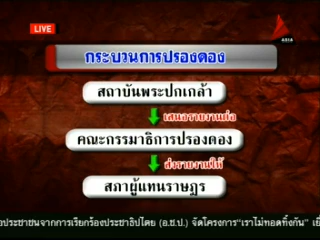 LIVE
ASIA
กระบวนการปรองดอง
สถาบันพระปกเกล้า
เสนอรายงานต่อ
คณะกรรมาธิการปรองดอง
ส่งรายงานให้
สภาผู้แทนราษฎร
อประชาชนจากการเรียกร้องประชาธิปไตย (อ.ช.ป.) จัดโครงการ"เราไม่ทอดทิ้งกัน" เยี่